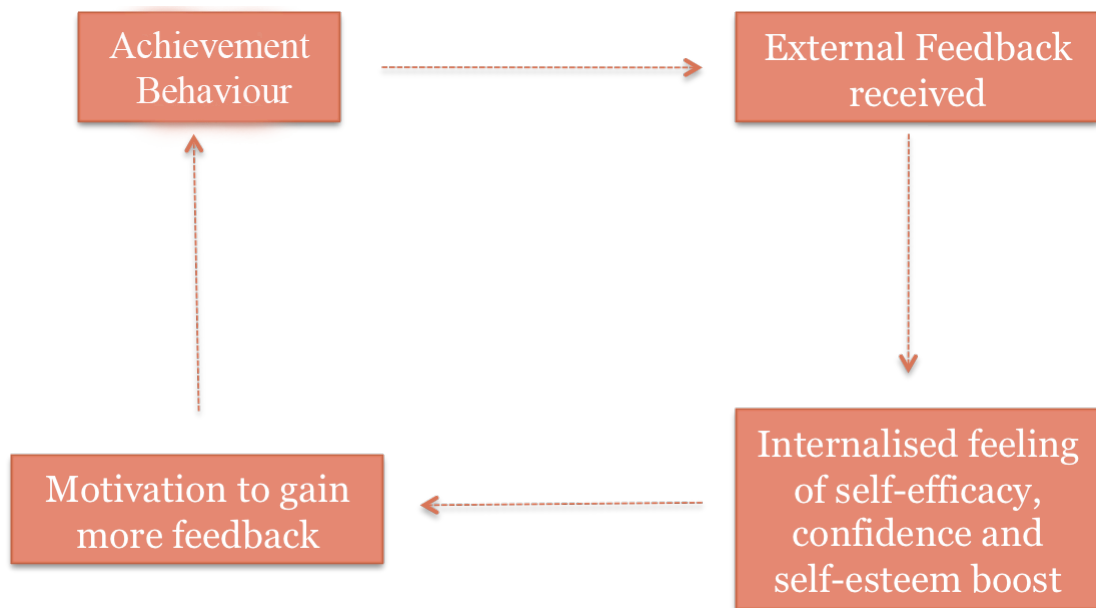 Achievement
Behaviour
External Feedback
received
Internalised feeling
of self-efficacy,
confidence and
self-esteem boost
Motivation to gain
more feedback